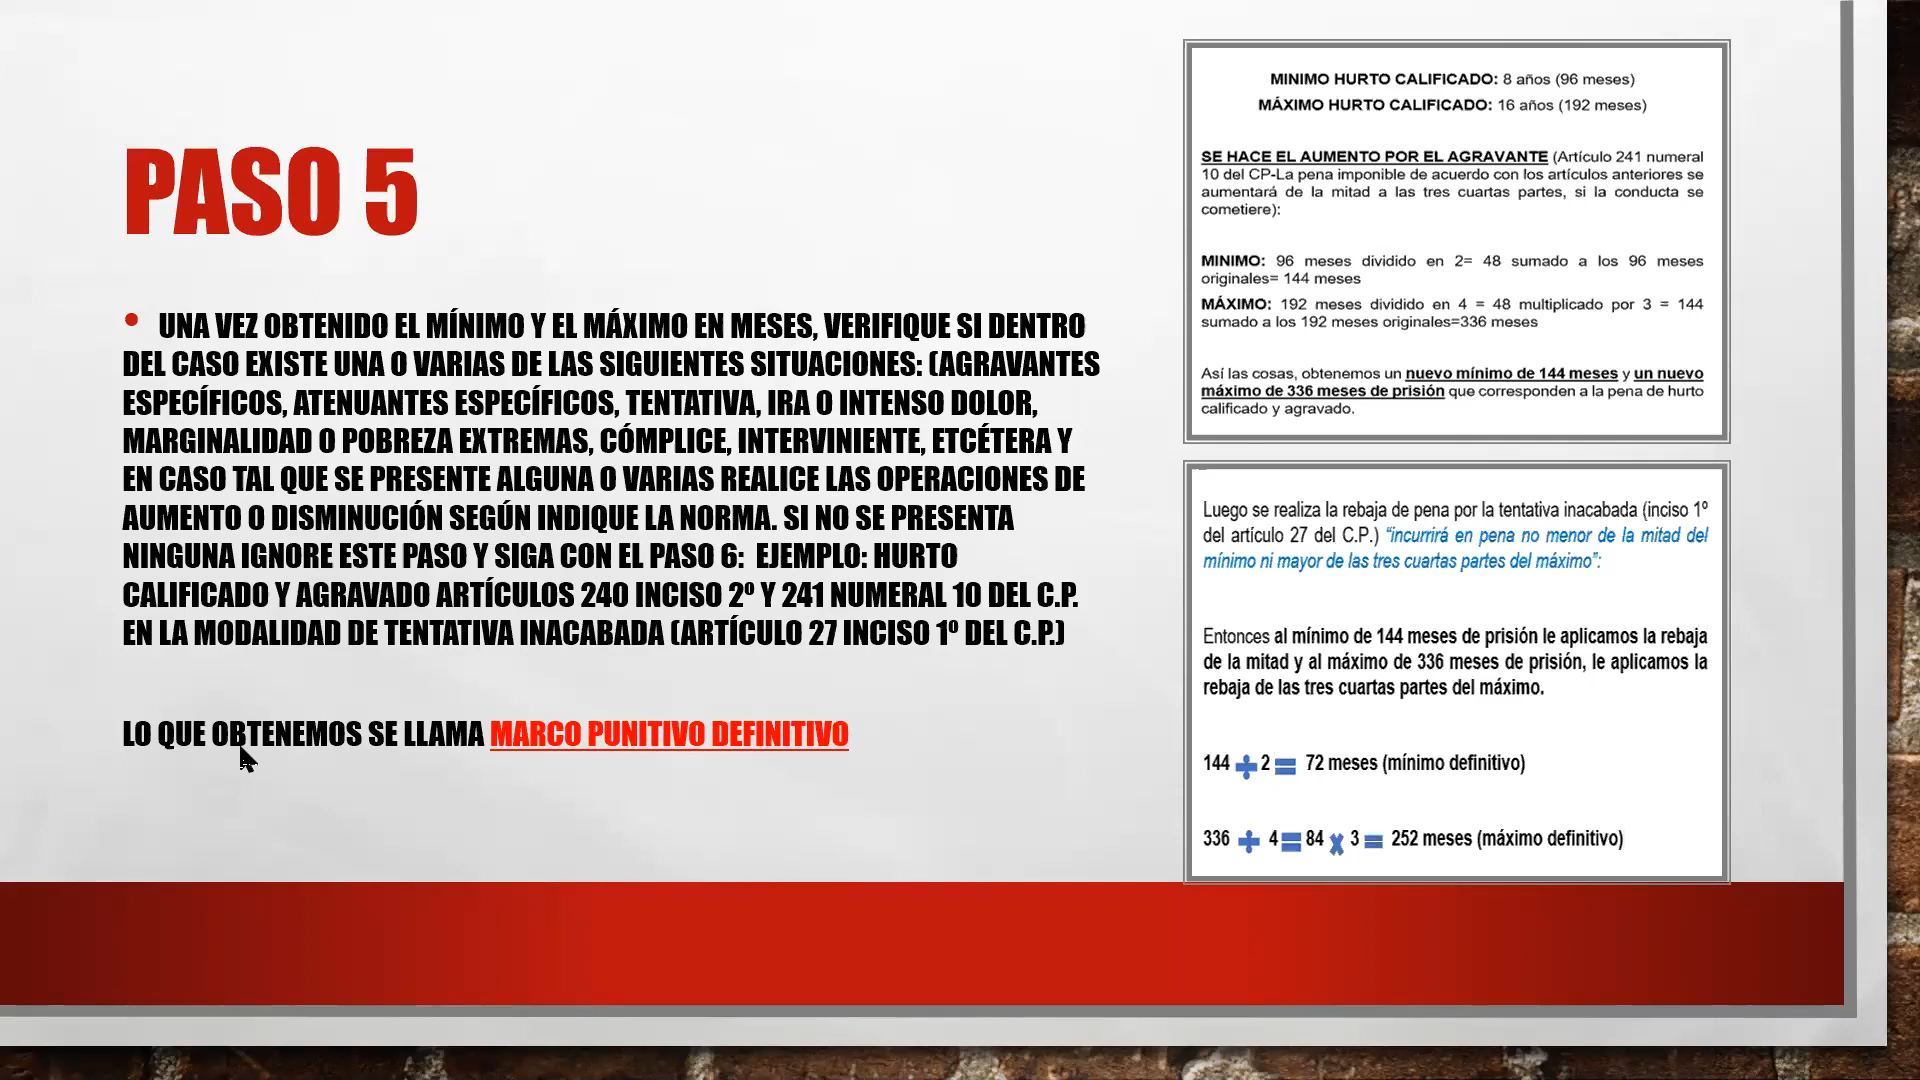 PASO 5
• UNA VEZ OBTENIDO EL MÍNIMO Y EL MÁXIMO EN MESES, VERIFIQUE SI DENTRO
DEL CASO EXISTE UNA O VARIAS DE LAS SIGUIENTES SITUACIONES: (AGRAVANTES
ESPECÍFICOS, ATENUANTES ESPECÍFICOS, TENTATIVA, IRA O INTENSO DOLOR,
MARGINALIDAD O POBREZA EXTREMAS, CÓMPLICE, INTERVINIENTE, ETCÉTERA Y
EN CASO TAL QUE SE PRESENTE ALGUNA O VARIAS REALICE LAS OPERACIONES DE
AUMENTO O DISMINUCIÓN SEGÚN INDIQUE LA NORMA. SI NO SE PRESENTA
NINGUNA IGNORE ESTE PASO Y SIGA CON EL PASO 6: EJEMPLO: HURTO
CALIFICADO Y AGRAVADO ARTÍCULOS 240 INCISO 2º Y 241 NUMERAL 10 DEL C.P.
EN LA MODALIDAD DE TENTATIVA INACABADA (ARTÍCULO 27 INCISO 1º DEL C.P.)
LO QUE OBTENEMOS SE LLAMA MARCO PUNITIVO DEFINITIVO
MINIMO HURTO CALIFICADO: 8 años (96 meses)
MÁXIMO HURTO CALIFICADO: 16 años (192 meses)
SE HACE EL AUMENTO POR EL AGRAVANTE (Artículo 241 numeral
10 del CP-La pena imponible de acuerdo con los artículos anteriores se
aumentará de la mitad a las tres cuartas partes, si la conducta se
cometiere):
MINIMO: 96 meses dividido en 2= 48 sumado a los 96 meses
originales= 144 meses
MÁXIMO: 192 meses dividido en 4 = 48 multiplicado por 3 = 144
sumado a los 192 meses originales=336 meses
Así las cosas, obtenemos un nuevo mínimo de 144 meses y un nuevo
máximo de 336 meses de prisión que corresponden a la pena de hurto
calificado y agravado.
Luego se realiza la rebaja de pena por la tentativa inacabada (inciso 1º
del artículo 27 del C.P.) “incurrirá en pena no menor de la mitad del
mínimo ni mayor de las tres cuartas partes del máximo”:
Entonces al mínimo de 144 meses de prisión le aplicamos la rebaja
de la mitad y al máximo de 336 meses de prisión, le aplicamos la
rebaja de las tres cuartas partes del máximo.
144 ÷ 2 = 72 meses (mínimo definitivo)
336 ÷ 4 = 84 x 3 = 252 meses (máximo definitivo)